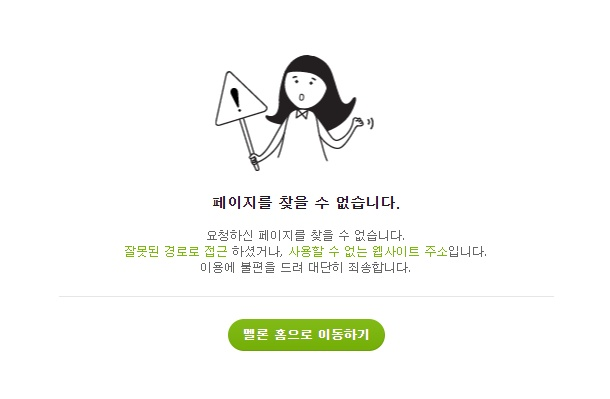 페이지를 찾을 수 없습니다.
요청하신 페이지를 찾을 수 없습니다.
잘못된 경로로 접근 하셨거나, 사용할 수 없는 웹사이트 주소입니다.
이용에 불편을 드려 대단히 죄송합니다.
멜론 홈으로 이동하기